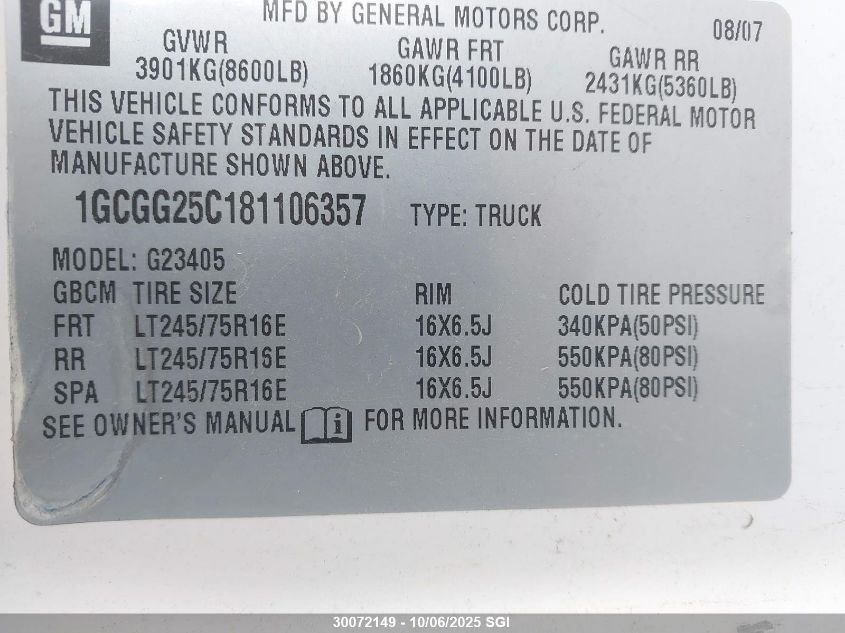 GM
MFD BY GENERAL MOTORS CORP. 08/07
GVWR GAWR FRT GAWR RR
3901KG(8600LB) 1860KG(4100LB) 2431KG(5360LB)
THIS VEHICLE CONFORMS TO ALL APPLICABLE U.S. FEDERAL MOTOR
VEHICLE SAFETY STANDARDS IN EFFECT ON THE DATE OF
MANUFACTURE SHOWN ABOVE.
1GCGG25C181106357 TYPE: TRUCK
MODEL: G23405
GBCM TIRE SIZE RIM COLD TIRE PRESSURE
FRT LT245/75R16E 16X6.5J 340KPA(50PSI)
RR LT245/75R16E 16X6.5J 550KPA(80PSI)
SPA LT245/75R16E 16X6.5J 550KPA(80PSI)
SEE OWNER'S MANUAL i FOR MORE INFORMATION.
30072149 - 10/06/2025 SGI